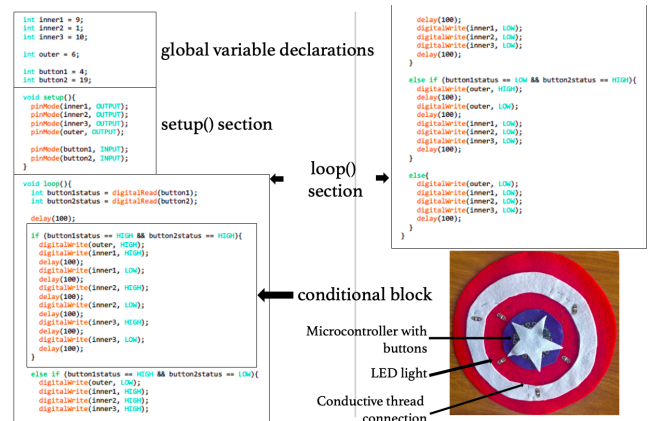 int inner1 = 9;
int inner2 = 1;
int inner3 = 10;
int outer = 6;
int button1 = 4;
int button2 = 19;
global variable declarations
void setup(){
pinMode(inner1, OUTPUT);
pinMode(inner2, OUTPUT);
pinMode(inner3, OUTPUT);
pinMode(outer, OUTPUT);
pinMode(button1, INPUT);
pinMode(button2, INPUT);
}
setup() section
void loop(){
int button1status = digitalRead(button1);
int button2status = digitalRead(button2);
delay(100);
if (button1status == HIGH && button2status == HIGH){
digitalWrite(outer, HIGH);
digitalWrite(inner1, HIGH);
delay(100);
digitalWrite(inner1, LOW);
delay(100);
digitalWrite(inner2, HIGH);
delay(100);
digitalWrite(inner2, LOW);
delay(100);
digitalWrite(inner3, HIGH);
delay(100);
digitalWrite(inner3, LOW);
delay(100);
}
else if (button1status == HIGH && button2status == LOW){
digitalWrite(outer, LOW);
digitalWrite(inner1, HIGH);
digitalWrite(inner2, HIGH);
digitalWrite(inner3, HIGH);
loop()
section
conditional block
delay(100);
digitalWrite(inner1, LOW);
digitalWrite(inner2, LOW);
digitalWrite(inner3, LOW);
delay(100);
}
else if (button1status == LOW && button2status == HIGH){
digitalWrite(outer, HIGH);
delay(100);
digitalWrite(outer, LOW);
delay(100);
digitalWrite(inner1, LOW);
digitalWrite(inner2, LOW);
digitalWrite(inner3, LOW);
delay(100);
}
else{
digitalWrite(outer, LOW);
digitalWrite(inner1, LOW);
digitalWrite(inner2, LOW);
digitalWrite(inner3, LOW);
delay(100);
}
}
Microcontroller with
buttons
LED light
Conductive thread
connection